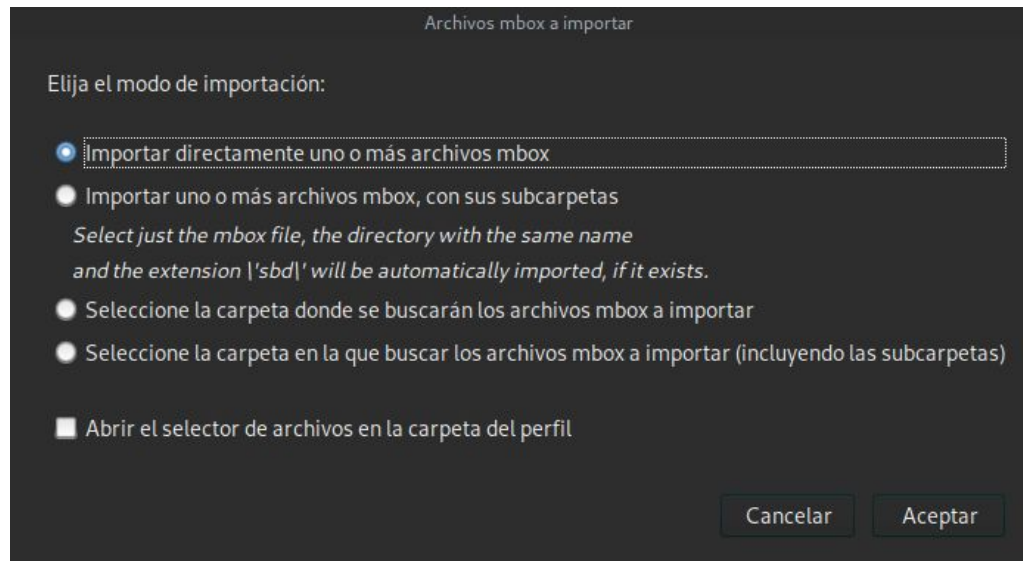 Archivos mbox a importar
Elija el modo de importación:
Importar directamente uno o más archivos mbox
Importar uno o más archivos mbox, con sus subcarpetas
Select just the mbox file, the directory with the same name
and the extension \'sbd\' will be automatically imported, if it exists.
Seleccione la carpeta donde se buscarán los archivos mbox a importar
Seleccione la carpeta en la que buscar los archivos mbox a importar (incluyendo las subcarpetas)
Abrir el selector de archivos en la carpeta del perfil
Cancelar Aceptar